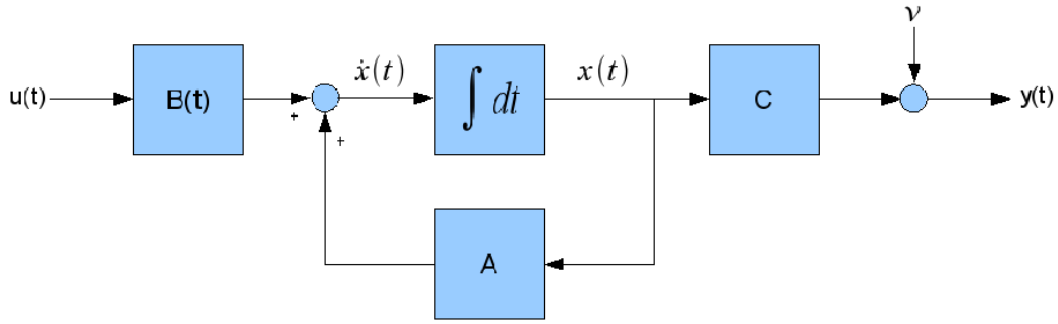 u(t)
B(t)
+
+
ẋ(t)
∫ dt
x(t)
C
ν
y(t)
A